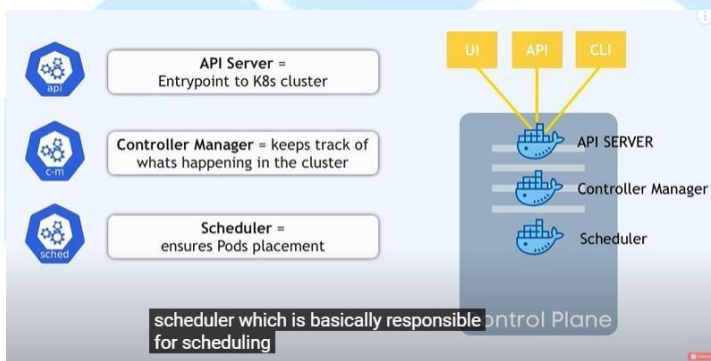 api
API Server =
Entrypoint to K8s cluster
c-m
Controller Manager = keeps track of
whats happening in the cluster
sched
Scheduler =
ensures Pods placement
UI
API
CLI
API SERVER
Controller Manager
Scheduler
ontrol Plane
scheduler which is basically responsible
for scheduling